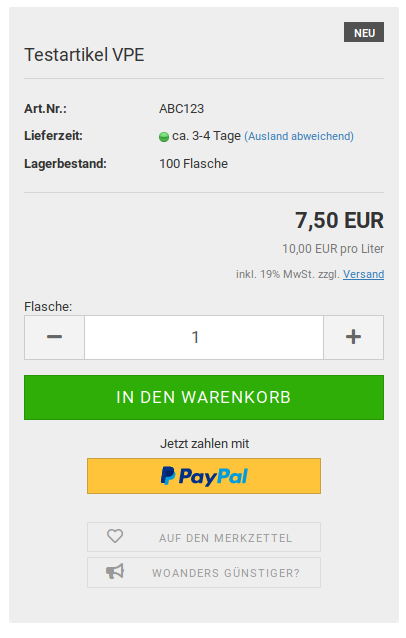 NEU
Testartikel VPE
Art.Nr.: ABC123
Lieferzeit: ca. 3-4 Tage (Ausland abweichend)
Lagerbestand: 100 Flasche
7,50 EUR
10,00 EUR pro Liter
inkl. 19% MwSt. zzgl. Versand
Flasche:
1
IN DEN WARENKORB
Jetzt zahlen mit
PayPal
AUF DEN MERKZETTEL
WOANDERS GÜNSTIGER?